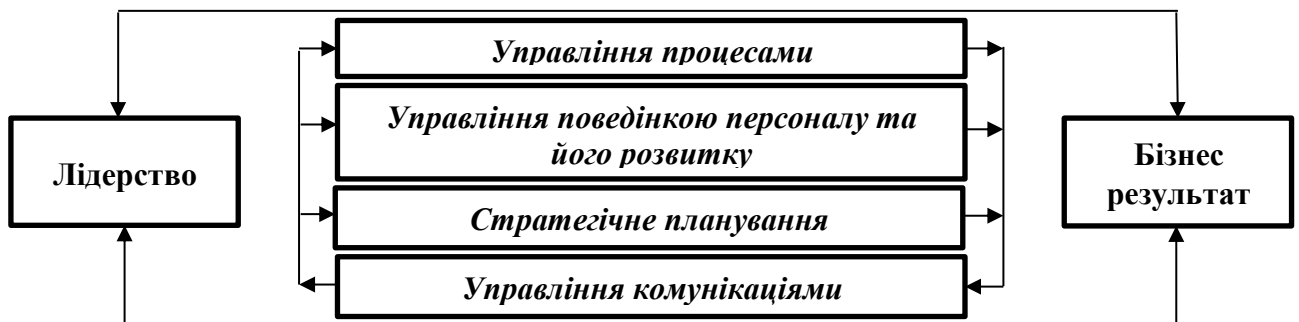 Управління процесами
Управління поведінкою персоналу та
його розвитку
Лідерство
Бізнес
результат
Стратегічне планування
Управління комунікаціями